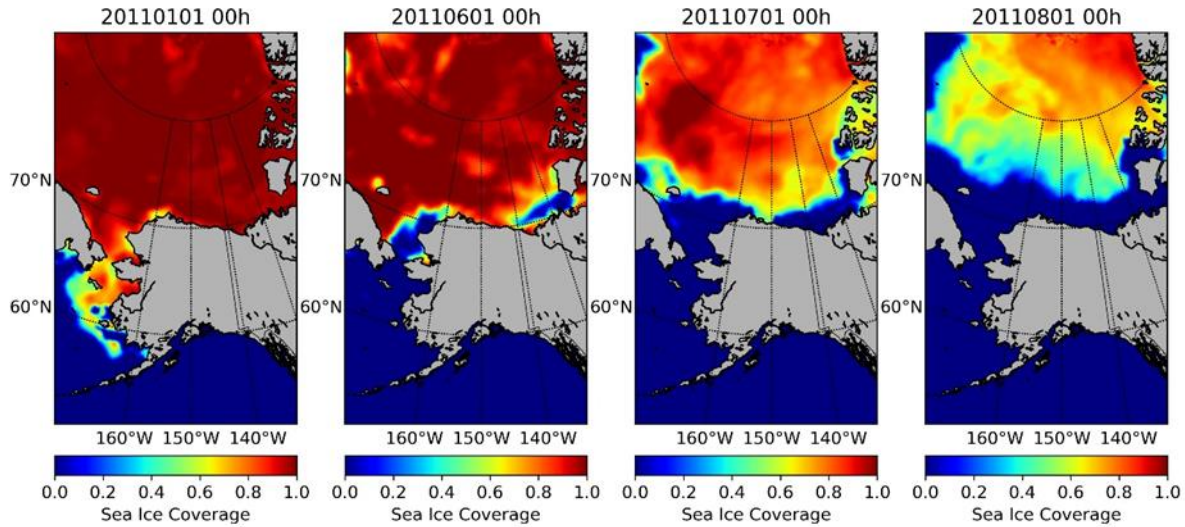 20110101 00h 20110601 00h 20110701 00h 20110801 00h
70°N 70°N 70°N 70°N
60°N 60°N 60°N 60°N
160°W 150°W 140°W 160°W 150°W 140°W 160°W 150°W 140°W 160°W 150°W 140°W
0.0 0.2 0.4 0.6 0.8 1.0 0.0 0.2 0.4 0.6 0.8 1.0 0.0 0.2 0.4 0.6 0.8 1.0 0.0 0.2 0.4 0.6 0.8 1.0
Sea Ice Coverage Sea Ice Coverage Sea Ice Coverage Sea Ice Coverage